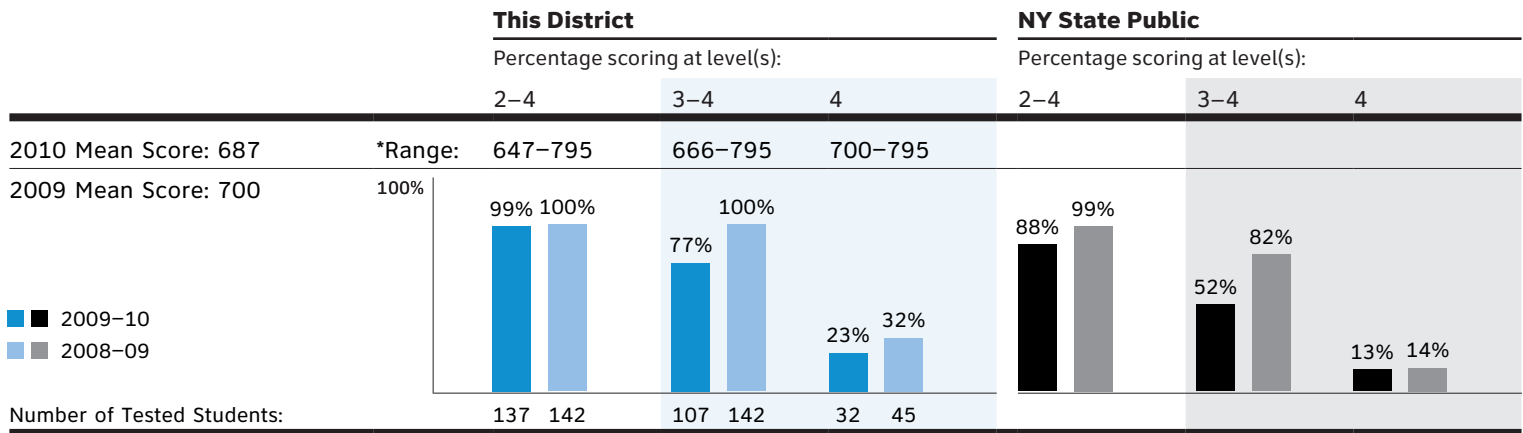 This District NY State Public
Percentage scoring at level(s): Percentage scoring at level(s):
2–4 3–4 4 2–4 3–4 4
2010 Mean Score: 687 *Range: 647–795 666–795 700–795
2009 Mean Score: 700 100%
99% 100% 77% 100% 23% 32% 88% 99% 52% 82% 13% 14%
2009–10
2008–09
Number of Tested Students: 137 142 107 142 32 45